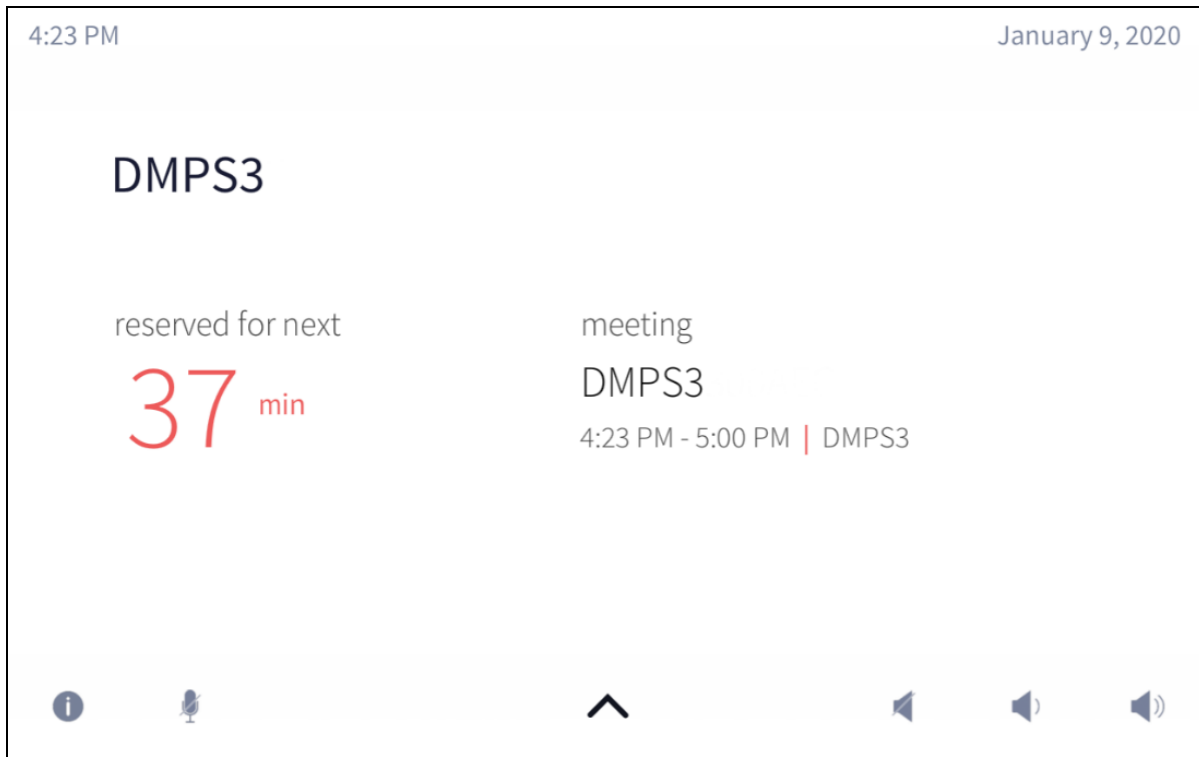 4:23 PM
January 9, 2020
DMPS3
reserved for next
37 min
meeting
DMPS3
4:23 PM - 5:00 PM | DMPS3